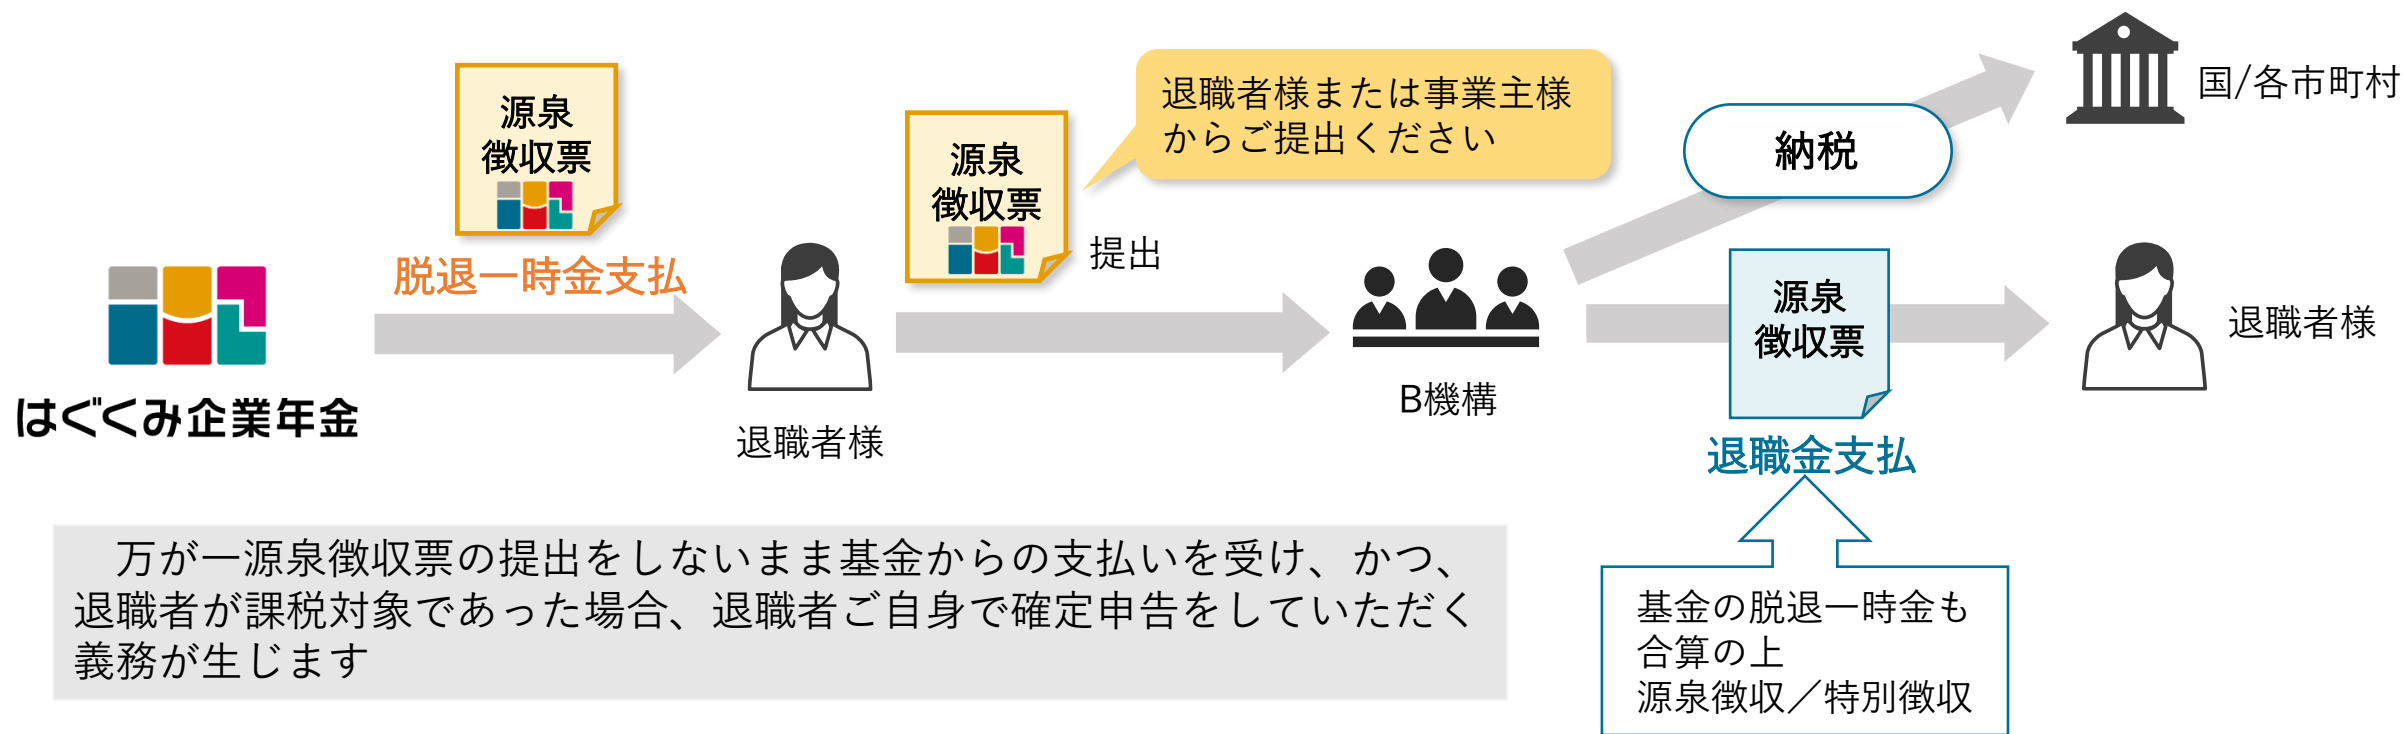 源泉
徴収票
脱退一時金支払
はぐくみ企業年金
退職者様
源泉
徴収票
提出
退職者様または事業主様
からご提出ください
B機構
納税
国/各市町村
源泉
徴収票
退職金支払
退職者様
基金の脱退一時金も
合算の上
源泉徴収／特別徴収
万が一源泉徴収票の提出をしないまま基金からの支払いを受け、かつ、
退職者が課税対象であった場合、退職者ご自身で確定申告をしていただく
義務が生じます